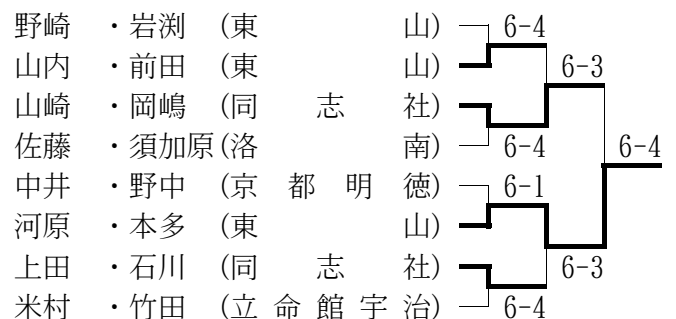 野崎 ・岩渕 (東 山) 6-4
山内 ・前田 (東 山) 6-3
山崎 ・岡嶋 (同 志 社)
佐藤 ・須加原(洛 南) 6-4 6-4
中井 ・野中 (京 都 明 徳) 6-1
河原 ・本多 (東 山)
上田 ・石川 (同 志 社) 6-3
米村 ・竹田 (立 命 館 宇 治) 6-4